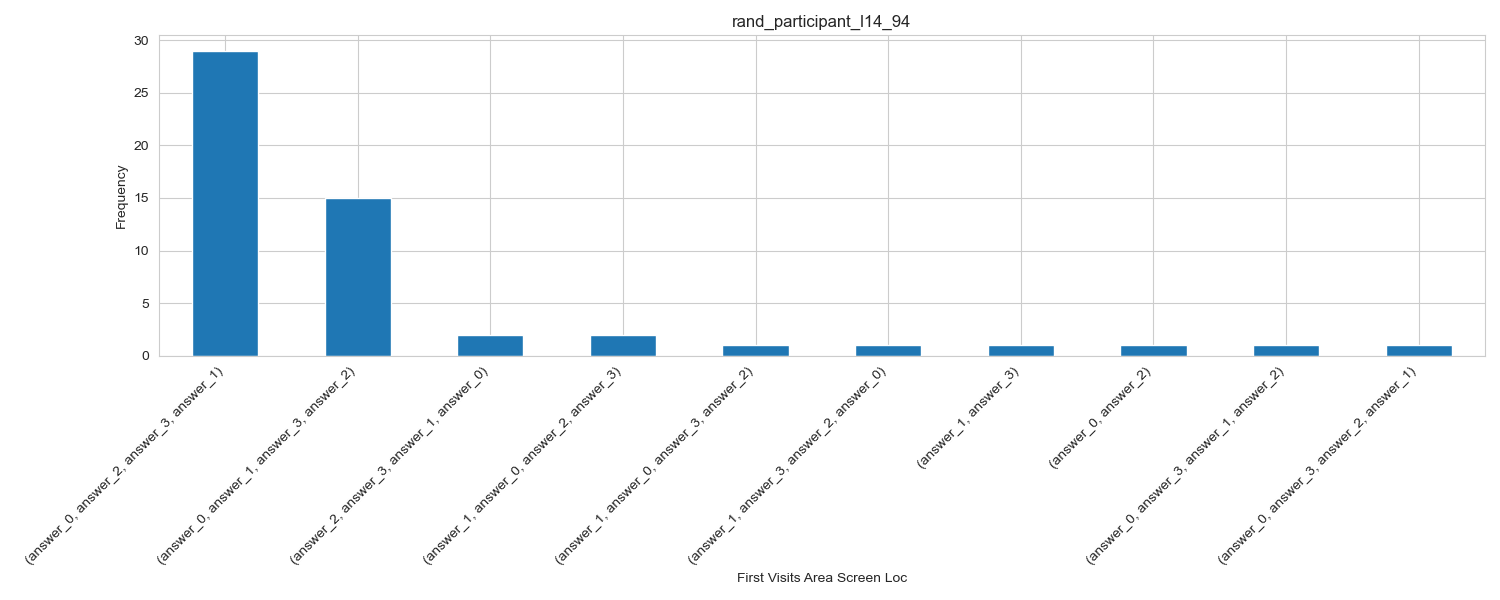 rand_participant_l14_94
Frequency
30
25
20
15
10
5
0
(answer_0, answer_2, answer_3, answer_1)
(answer_0, answer_1, answer_3, answer_2)
(answer_2, answer_3, answer_1, answer_0)
(answer_1, answer_0, answer_2, answer_3)
(answer_1, answer_0, answer_3, answer_2)
(answer_1, answer_3, answer_2, answer_0)
(answer_1, answer_3)
(answer_0, answer_2)
(answer_0, answer_3, answer_1, answer_2)
(answer_0, answer_3, answer_2, answer_1)
First Visits Area Screen Loc